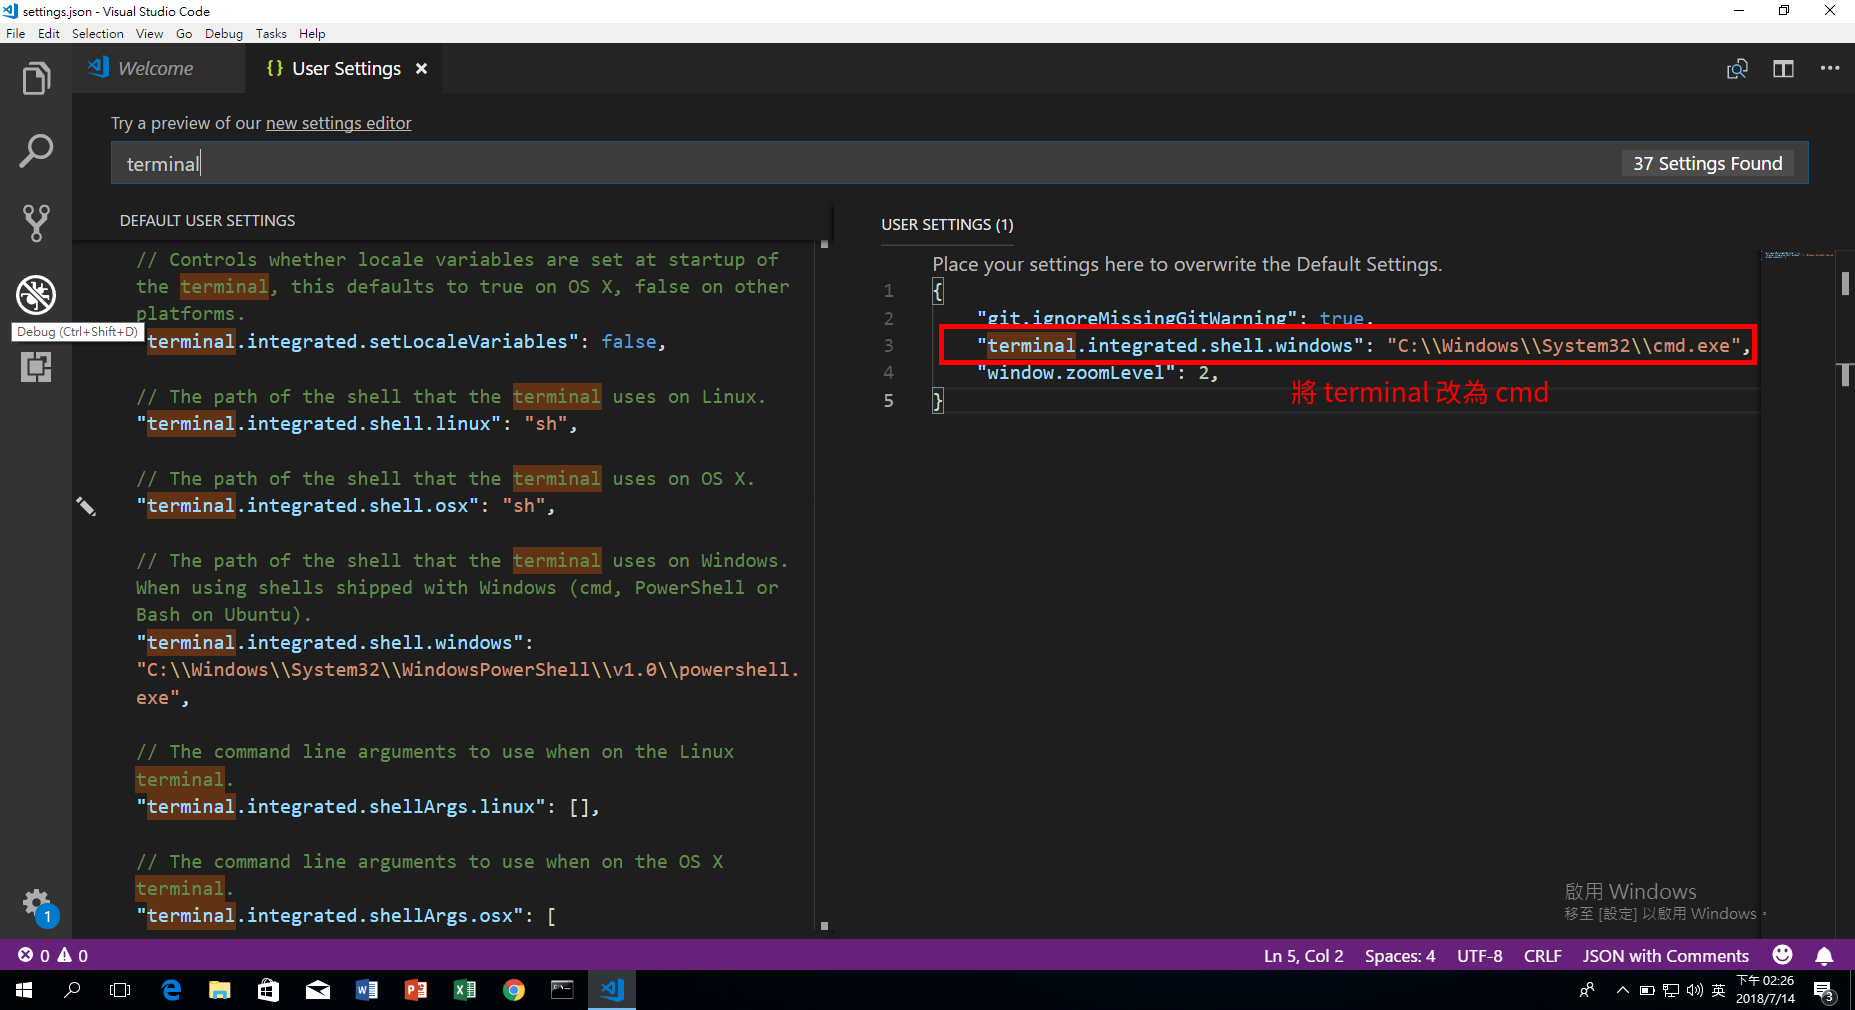 settings.json - Visual Studio Code
File Edit Selection View Go Debug Tasks Help
Welcome
{} User Settings
Try a preview of our new settings editor
terminal
37 Settings Found
DEFAULT USER SETTINGS
// Controls whether locale variables are set at startup of
the terminal, this defaults to true on OS X, false on other
platforms.
Debug (Ctrl+Shift+D)
terminal.integrated.setLocaleVariables": false,
// The path of the shell that the terminal uses on Linux.
"terminal.integrated.shell.linux": "sh",
// The path of the shell that the terminal uses on OS X.
"terminal.integrated.shell.osx": "sh",
// The path of the shell that the terminal uses on Windows.
When using shells shipped with Windows (cmd, PowerShell or
Bash on Ubuntu).
"terminal.integrated.shell.windows":
"C:\\Windows\\System32\\WindowsPowerShell\\v1.0\\powershell.
exe",
// The command line arguments to use when on the Linux
terminal.
"terminal.integrated.shellArgs.linux": [],
// The command line arguments to use when on the OS X
terminal.
"terminal.integrated.shellArgs.osx": [
USER SETTINGS (1)
Place your settings here to overwrite the Default Settings.
1 {
2 "git.ignoreMissingGitWarning": true,
3 "terminal.integrated.shell.windows": "C:\\Windows\\System32\\cmd.exe",
4 "window.zoomLevel": 2,
將 terminal 改為 cmd
5 }
啟用 Windows
移至 [設定] 以啟用 Windows。
1
0 0
Ln 5, Col 2 Spaces: 4 UTF-8 CRLF JSON with Comments
英
下午 02:26
2018/7/14
3